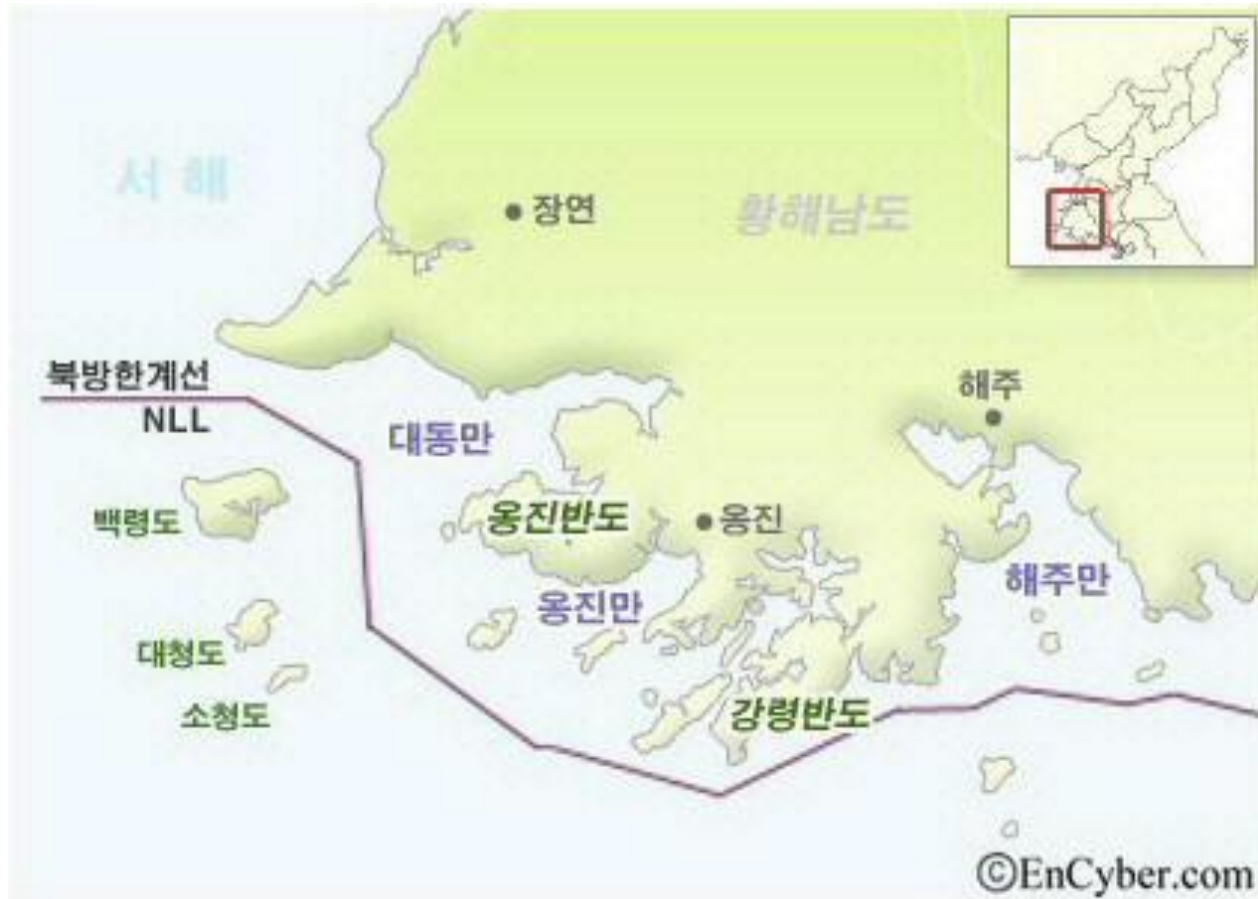 서해
장연
황해남도
북방한계선
NLL
해주
대동만
백령도
옹진반도
옹진
해주만
옹진만
대청도
소청도
강령반도
©EnCyber.com